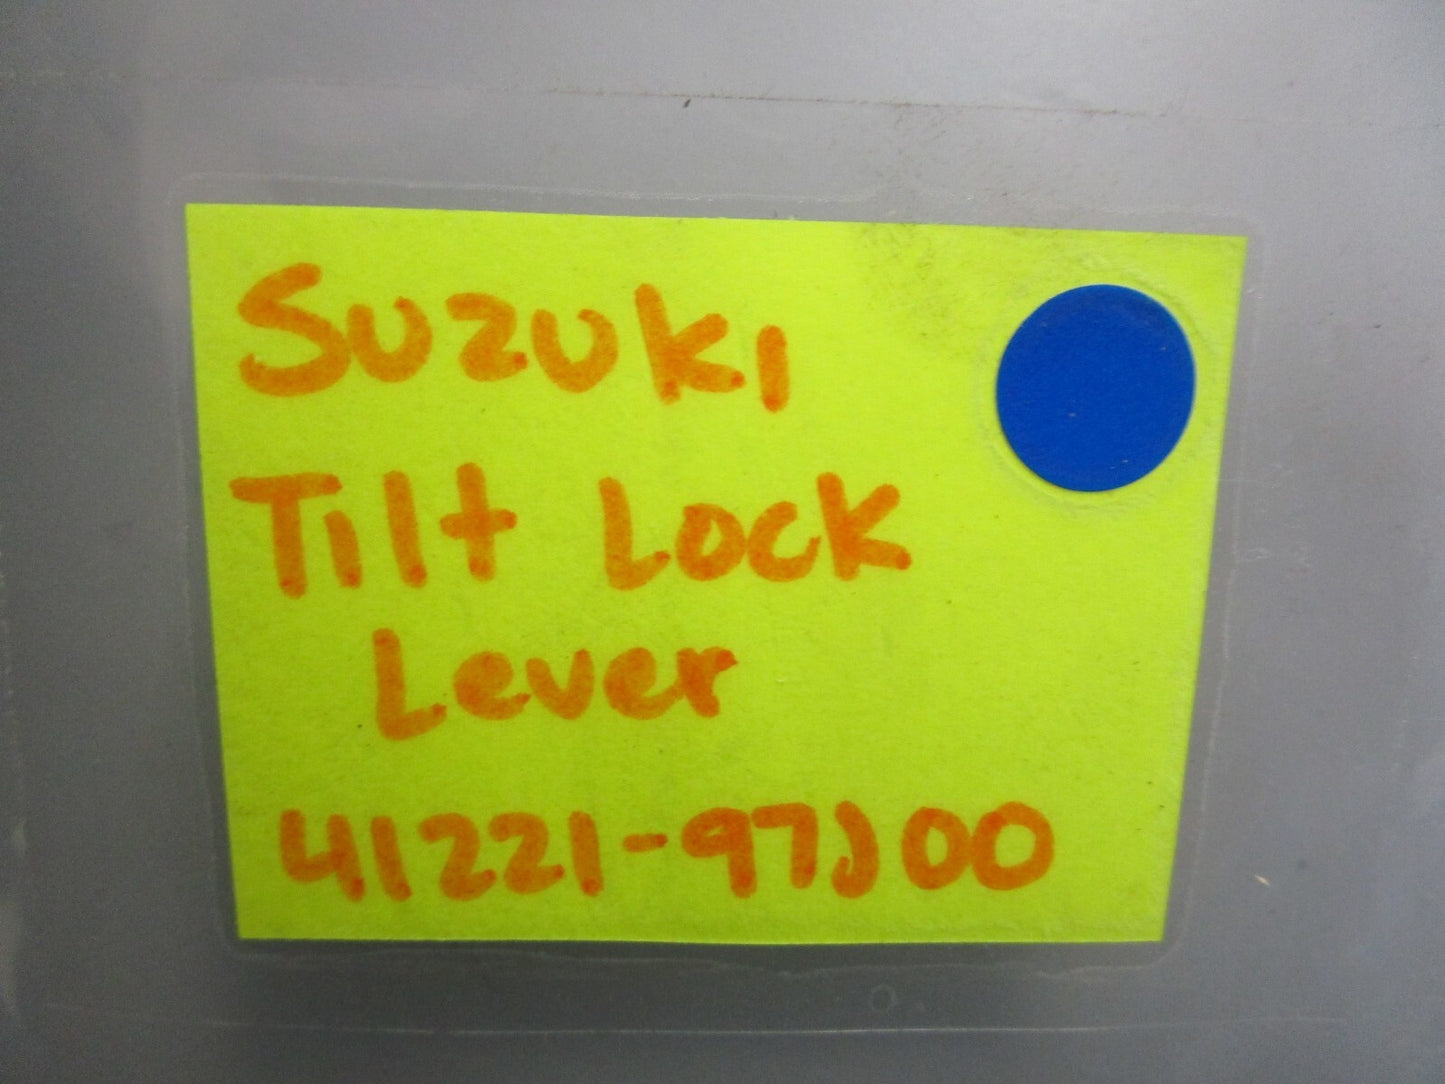 Suzuki
Tilt Lock
Lever
41221-97J00